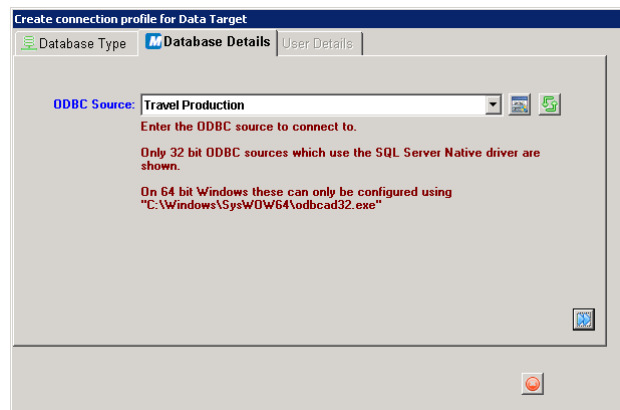 Create connection profile for Data Target
Database Type
Database Details
User Details
ODBC Source:
Travel Production
Enter the ODBC source to connect to.
Only 32 bit ODBC sources which use the SQL Server Native driver are
shown.
On 64 bit Windows these can only be configured using
"C:\Windows\SysWOW64\odbcad32.exe"